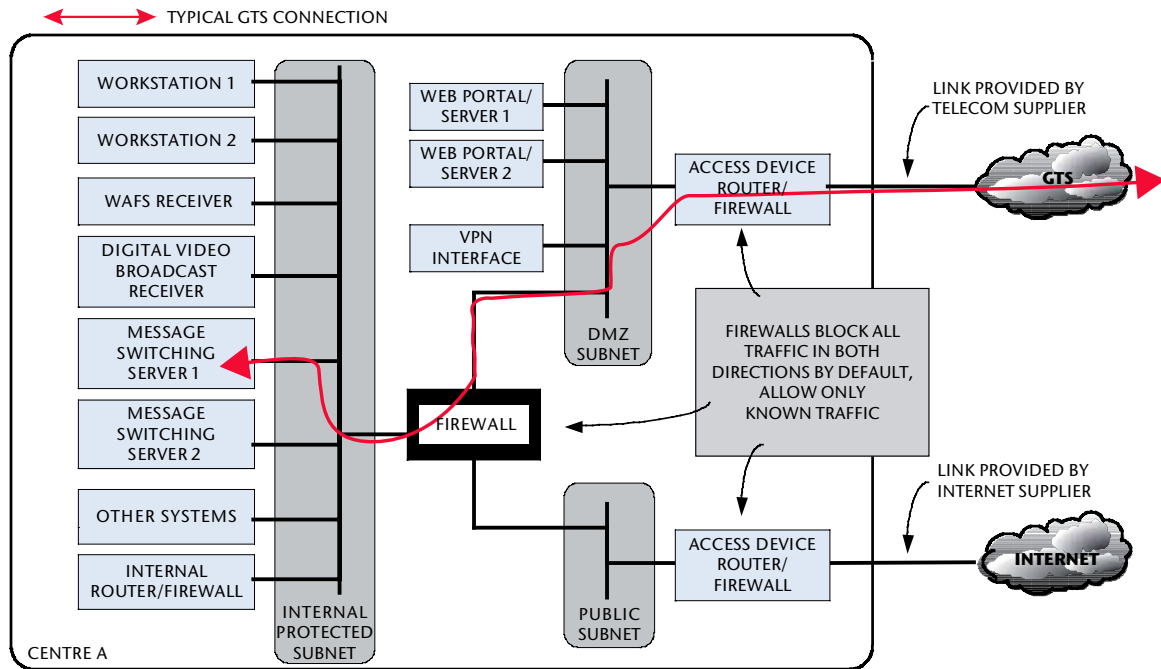 TYPICAL GTS CONNECTION
WORKSTATION 1
WORKSTATION 2
WAFS RECEIVER
DIGITAL VIDEO
BROADCAST
RECEIVER
MESSAGE
SWITCHING
SERVER 1
MESSAGE
SWITCHING
SERVER 2
OTHER SYSTEMS
INTERNAL
ROUTER/FIREWALL
INTERNAL
PROTECTED
SUBNET
CENTRE A
WEB PORTAL/
SERVER 1
WEB PORTAL/
SERVER 2
VPN
INTERFACE
DMZ
SUBNET
FIREWALL
PUBLIC
SUBNET
ACCESS DEVICE
ROUTER/
FIREWALL
FIREWALLS BLOCK ALL
TRAFFIC IN BOTH
DIRECTIONS BY DEFAULT,
ALLOW ONLY
KNOWN TRAFFIC
ACCESS DEVICE
ROUTER/
FIREWALL
LINK PROVIDED BY
TELECOM SUPPLIER
GTS
LINK PROVIDED BY
INTERNET SUPPLIER
INTERNET